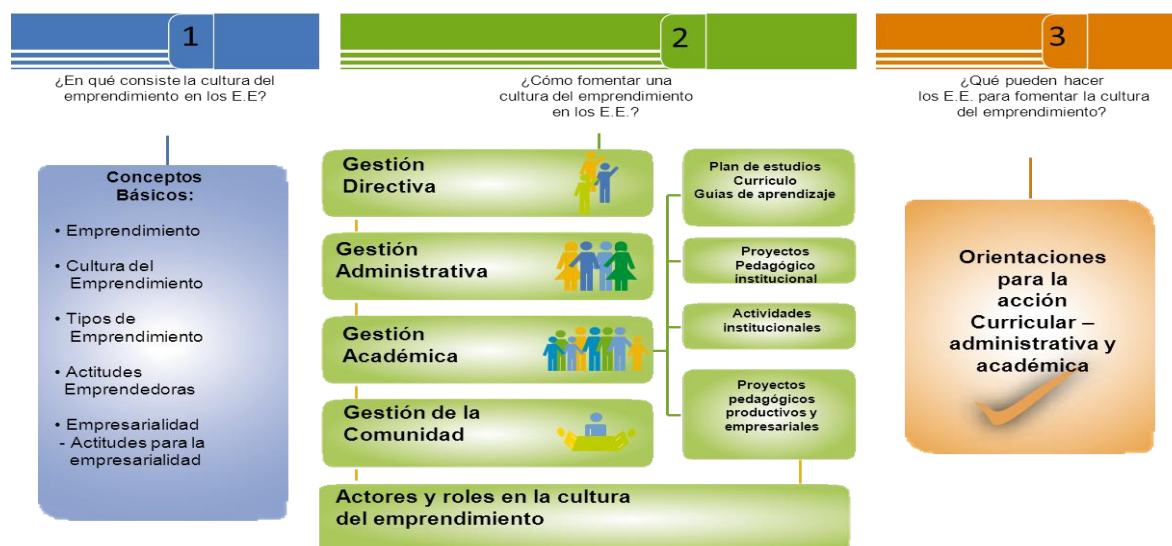 1
¿En qué consiste la cultura del
emprendimiento en los E.E?
Conceptos
Básicos:
• Emprendimiento
• Cultura del
Emprendimiento
• Tipos de
Emprendimiento
• Actitudes
Emprendedoras
• Empresarialidad
- Actitudes para la
empresarialidad
2
¿Cómo fomentar una
cultura del emprendimiento
en los E.E.?
Gestión
Directiva
Gestión
Administrativa
Gestión
Académica
Gestión de la
Comunidad
Plan de estudios
Currículo
Guías de aprendizaje
Proyectos
Pedagógico
institucional
Actividades
institucionales
Proyectos
pedagógicos
productivos y
empresariales
Actores y roles en la cultura
del emprendimiento
3
¿Qué pueden hacer
los E.E. para fomentar la cultura
del emprendimiento?
Orientaciones
para la
acción
Curricular –
administrativa y
académica